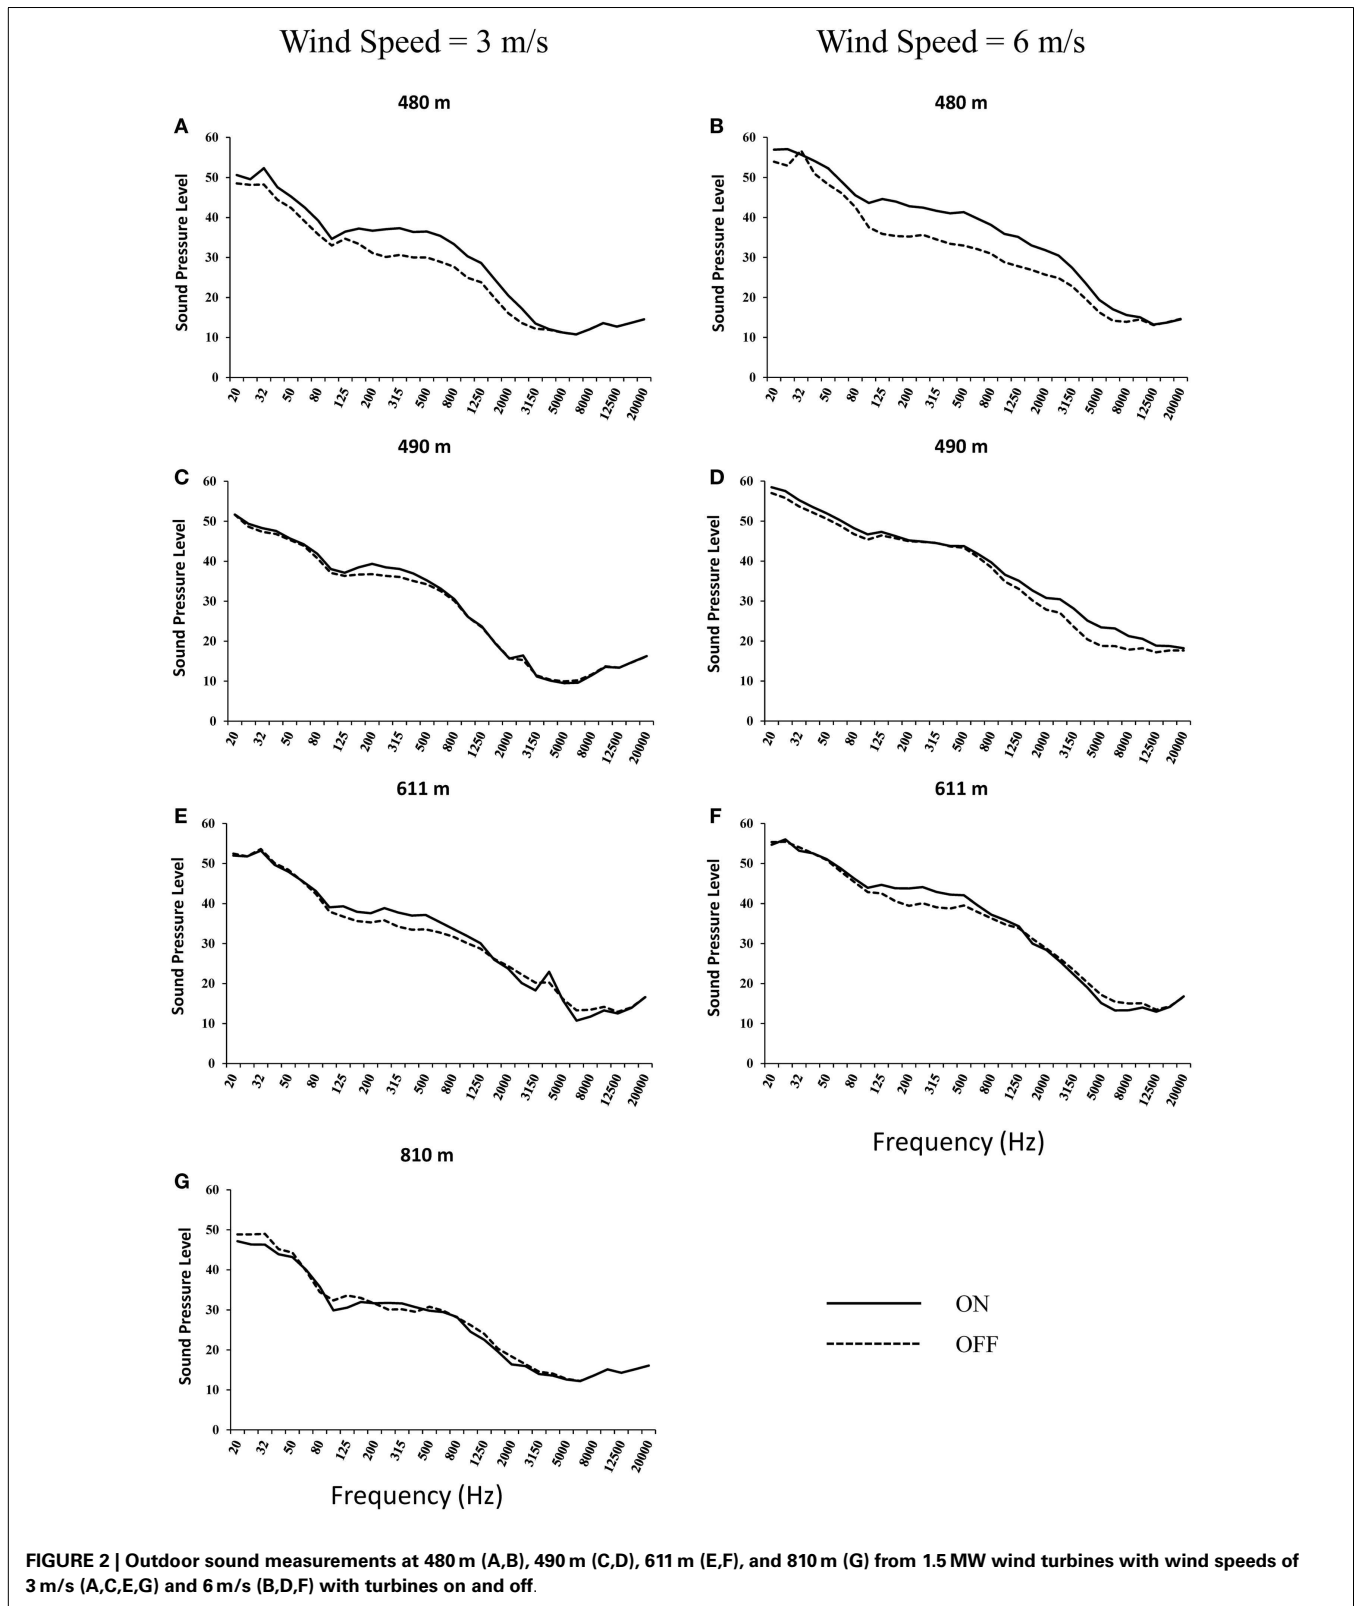 Wind Speed = 3 m/s
Wind Speed = 6 m/s
480 m
A
Sound Pressure Level
60
50
40
30
20
10
0
20 32 50 80 125 200 315 500 800 1250 2000 3150 5000 8000 12500 20000
480 m
B
Sound Pressure Level
60
50
40
30
20
10
0
20 32 50 80 125 200 315 500 800 1250 2000 3150 5000 8000 12500 20000
490 m
C
Sound Pressure Level
60
50
40
30
20
10
0
20 32 50 80 125 200 315 500 800 1250 2000 3150 5000 8000 12500 20000
490 m
D
Sound Pressure Level
60
50
40
30
20
10
0
20 32 50 80 125 200 315 500 800 1250 2000 3150 5000 8000 12500 20000
611 m
E
Sound Pressure Level
60
50
40
30
20
10
0
20 32 50 80 125 200 315 500 800 1250 2000 3150 5000 8000 12500 20000
611 m
F
Sound Pressure Level
60
50
40
30
20
10
0
20 32 50 80 125 200 315 500 800 1250 2000 3150 5000 8000 12500 20000
Frequency (Hz)
810 m
G
Sound Pressure Level
60
50
40
30
20
10
0
20 32 50 80 125 200 315 500 800 1250 2000 3150 5000 8000 12500 20000
Frequency (Hz)
ON
OFF
FIGURE 2 | Outdoor sound measurements at 480 m (A,B), 490 m (C,D), 611 m (E,F), and 810 m (G) from 1.5 MW wind turbines with wind speeds of
3 m/s (A,C,E,G) and 6 m/s (B,D,F) with turbines on and off.